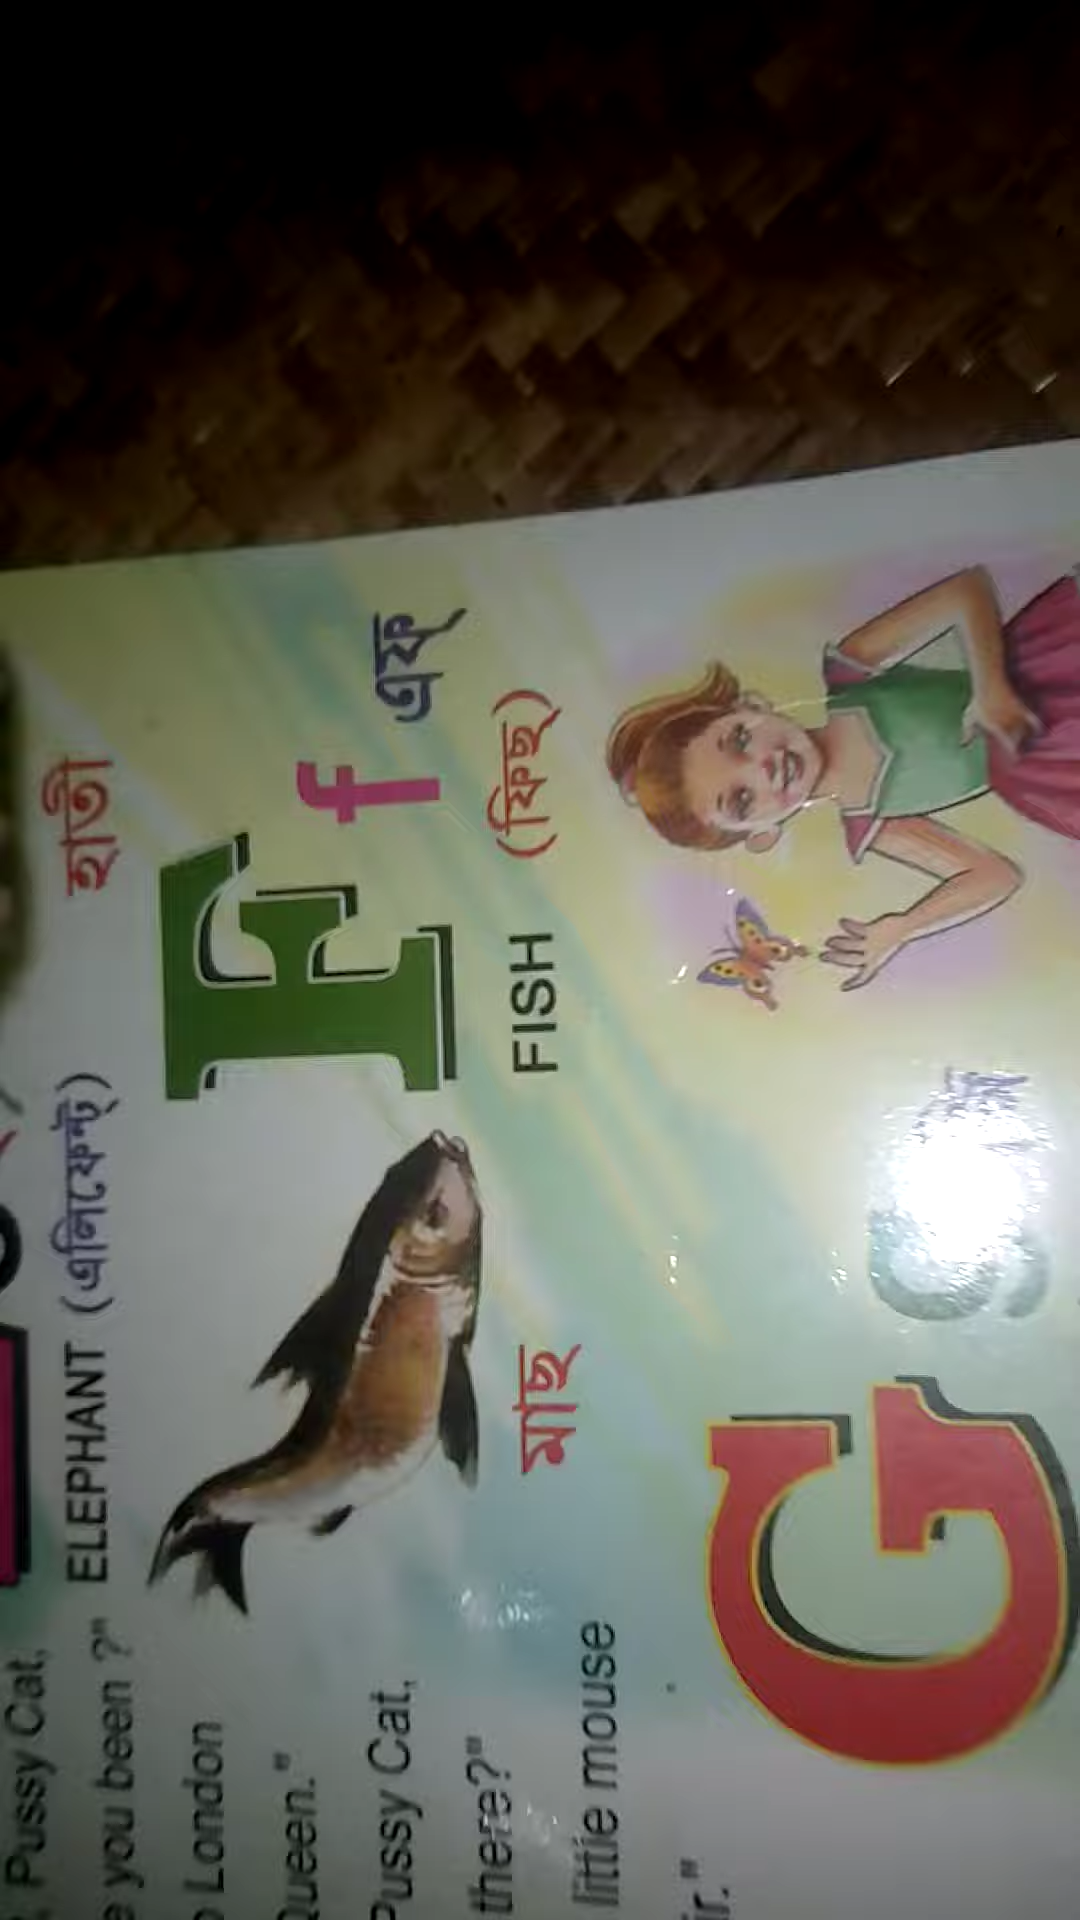 Pussy Cat,
you been ?"
London
Queen."
Pussy Cat,
there?"
little mouse
ELEPHANT (এলিফেন্ট্)
হাতী
F f এফ্
FISH (ফিছ্)
মাছ
G g